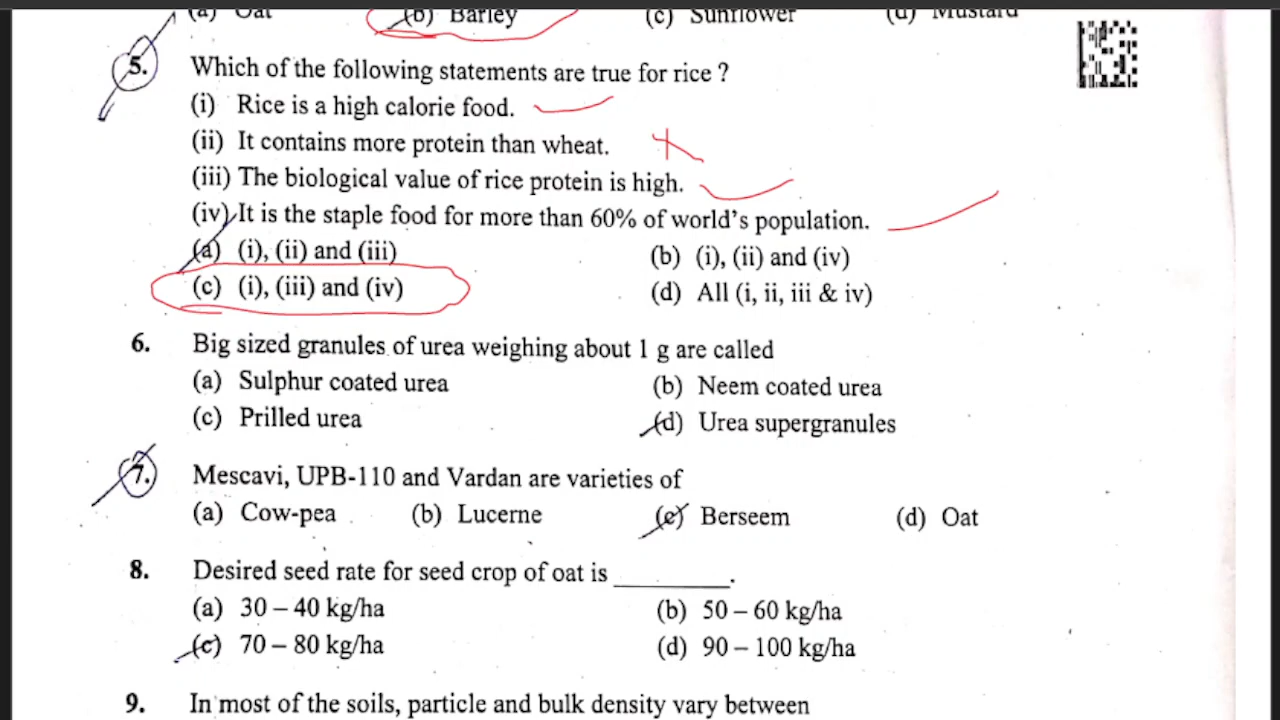 (a) Oat (b) Barley (c) Sunflower (d) Mustard
5. Which of the following statements are true for rice ?
(i) Rice is a high calorie food.
(ii) It contains more protein than wheat.
(iii) The biological value of rice protein is high.
(iv) It is the staple food for more than 60% of world's population.
(a) (i), (ii) and (iii) (b) (i), (ii) and (iv)
(c) (i), (iii) and (iv) (d) All (i, ii, iii & iv)
6. Big sized granules of urea weighing about 1 g are called
(a) Sulphur coated urea (b) Neem coated urea
(c) Prilled urea (d) Urea supergranules
7. Mescavi, UPB-110 and Vardan are varieties of
(a) Cow-pea (b) Lucerne (c) Berseem (d) Oat
8. Desired seed rate for seed crop of oat is ________.
(a) 30 – 40 kg/ha (b) 50 – 60 kg/ha
(c) 70 – 80 kg/ha (d) 90 – 100 kg/ha
9. In most of the soils, particle and bulk density vary between